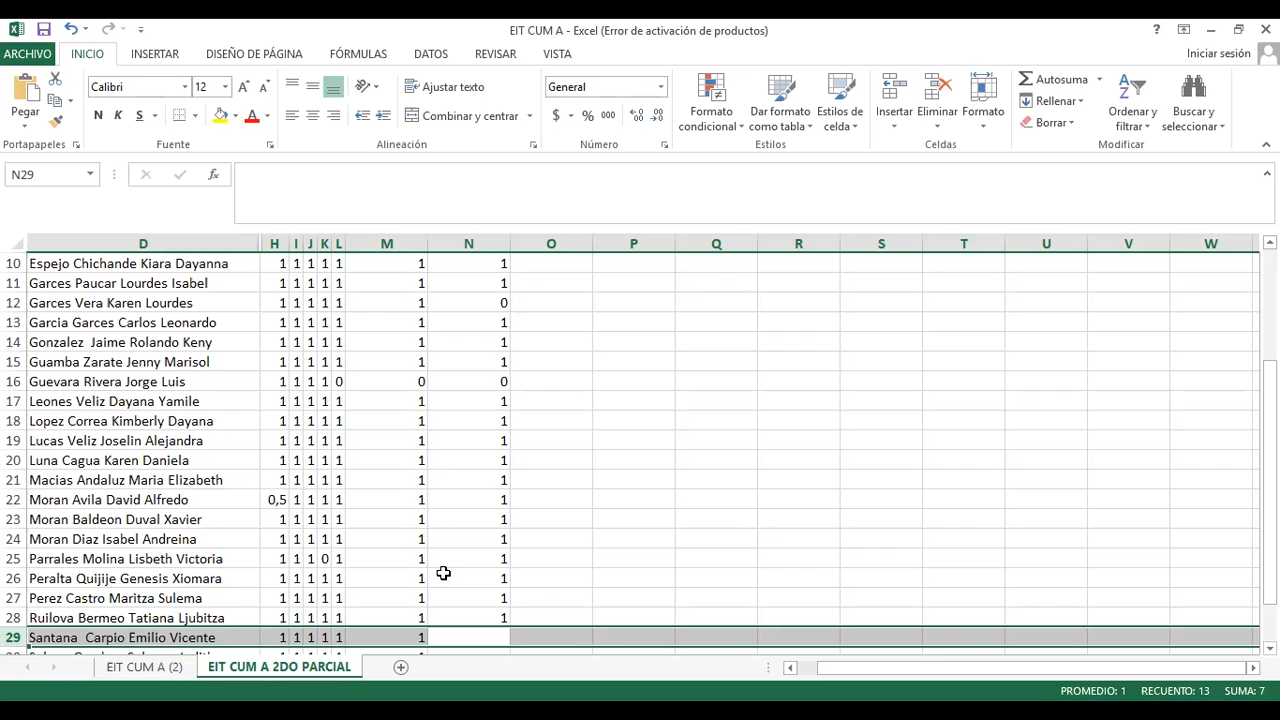 EIT CUM A - Excel (Error de activación de productos)
ARCHIVO INICIO INSERTAR DISEÑO DE PÁGINA FÓRMULAS DATOS REVISAR VISTA Iniciar sesión
Pegar
Portapapeles
Calibri 12
N K S
Fuente
Ajustar texto
Combinar y centrar
Alineación
General
$ % 000
Número
Formato condicional
Dar formato como tabla
Estilos de celda
Estilos
Insertar
Eliminar
Formato
Celdas
Autosuma
Rellenar
Borrar
Ordenar y filtrar
Buscar y seleccionar
Modificar
N29
D H I J K L M N O P Q R S T U V W
10 Espejo Chichande Kiara Dayanna 1 1 1 1 1 1 1
11 Garces Paucar Lourdes Isabel 1 1 1 1 1 1 1
12 Garces Vera Karen Lourdes 1 1 1 1 1 1 0
13 Garcia Garces Carlos Leonardo 1 1 1 1 1 1 1
14 Gonzalez  Jaime Rolando Keny 1 1 1 1 1 1 1
15 Guamba Zarate Jenny Marisol 1 1 1 1 1 1 1
16 Guevara Rivera Jorge Luis 1 1 1 1 0 0 0
17 Leones Veliz Dayana Yamile 1 1 1 1 1 1 1
18 Lopez Correa Kimberly Dayana 1 1 1 1 1 1 1
19 Lucas Veliz Joselin Alejandra 1 1 1 1 1 1 1
20 Luna Cagua Karen Daniela 1 1 1 1 1 1 1
21 Macias Andaluz Maria Elizabeth 1 1 1 1 1 1 1
22 Moran Avila David Alfredo 0,5 1 1 1 1 1 1
23 Moran Baldeon Duval Xavier 1 1 1 1 1 1 1
24 Moran Diaz Isabel Andreina 1 1 1 1 1 1 1
25 Parrales Molina Lisbeth Victoria 1 1 1 0 1 1 1
26 Peralta Quijije Genesis Xiomara 1 1 1 1 1 1 1
27 Perez Castro Maritza Sulema 1 1 1 1 1 1 1
28 Ruilova Bermeo Tatiana Ljubitza 1 1 1 1 1 1 1
29 Santana  Carpio Emilio Vicente 1 1 1 1 1 1
EIT CUM A (2) EIT CUM A 2DO PARCIAL
PROMEDIO: 1 RECUENTO: 13 SUMA: 7